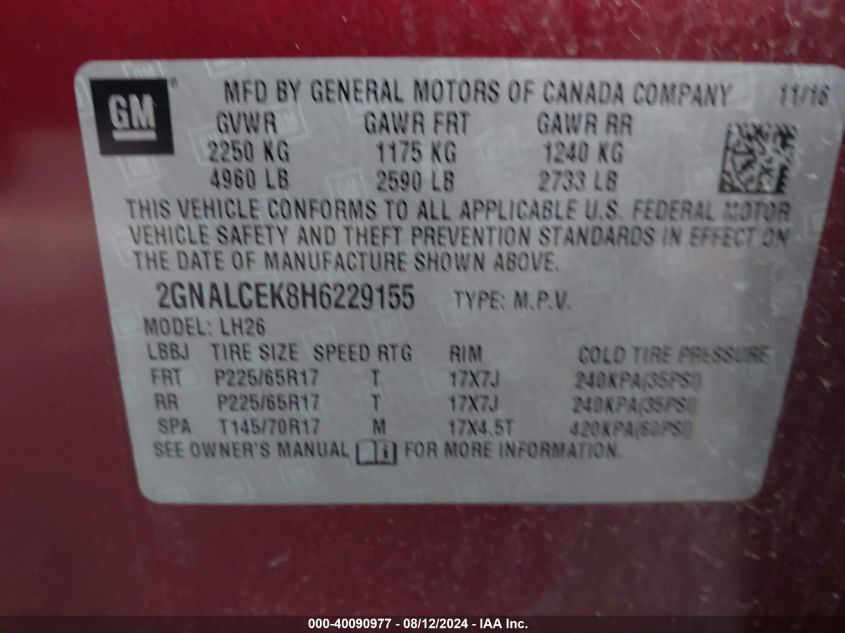 GM® MFD BY GENERAL MOTORS OF CANADA COMPANY 11/16
GVWR GAWR FRT GAWR RR
2250 KG 1175 KG 1240 KG
4960 LB 2590 LB 2733 LB
THIS VEHICLE CONFORMS TO ALL APPLICABLE U.S. FEDERAL MOTOR
VEHICLE SAFETY AND THEFT PREVENTION STANDARDS IN EFFECT ON
THE DATE OF MANUFACTURE SHOWN ABOVE.
2GNALCEK8H6229155 TYPE: M.P.V.
MODEL: LH26
LBBJ TIRE SIZE SPEED RTG RIM COLD TIRE PRESSURE
FRT P225/65R17 T 17X7J 240KPA(35PSI)
RR P225/65R17 T 17X7J 240KPA(35PSI)
SPA T145/70R17 M 17X4.5T 420KPA(60PSI)
SEE OWNER'S MANUAL FOR MORE INFORMATION.
000-40090977 - 08/12/2024 - IAA Inc.